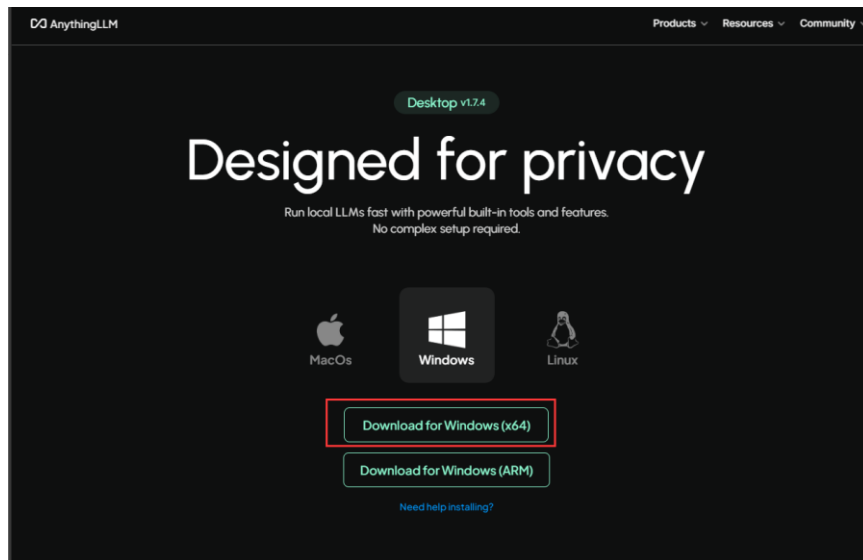 AnythingLLM
Products Resources Community
Desktop v1.7.4
Designed for privacy
Run local LLMs fast with powerful built-in tools and features.
No complex setup required.
MacOs Windows Linux
Download for Windows (x64)
Download for Windows (ARM)
Need help installing?